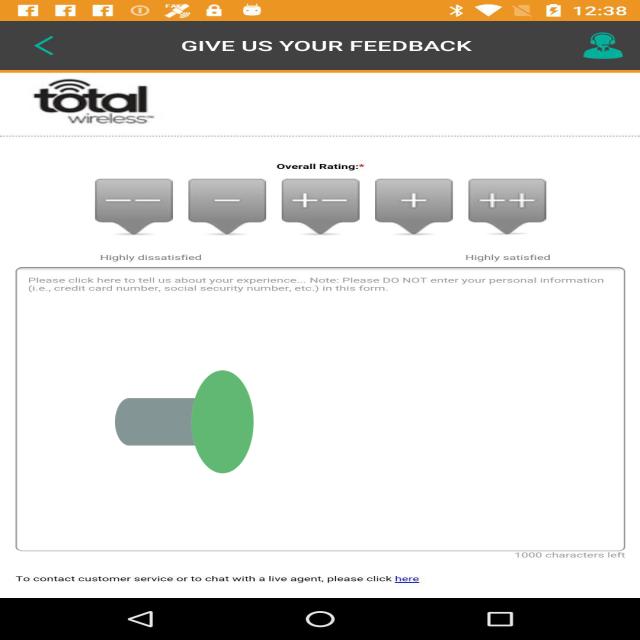 12:38
GIVE US YOUR FEEDBACK
total
wireless™
Overall Rating:*
Highly dissatisfied
Highly satisfied
Please click here to tell us about your experience... Note: Please DO NOT enter your personal information
(i.e., credit card number, social security number, etc.) in this form.
1000 characters left
To contact customer service or to chat with a live agent, please click here